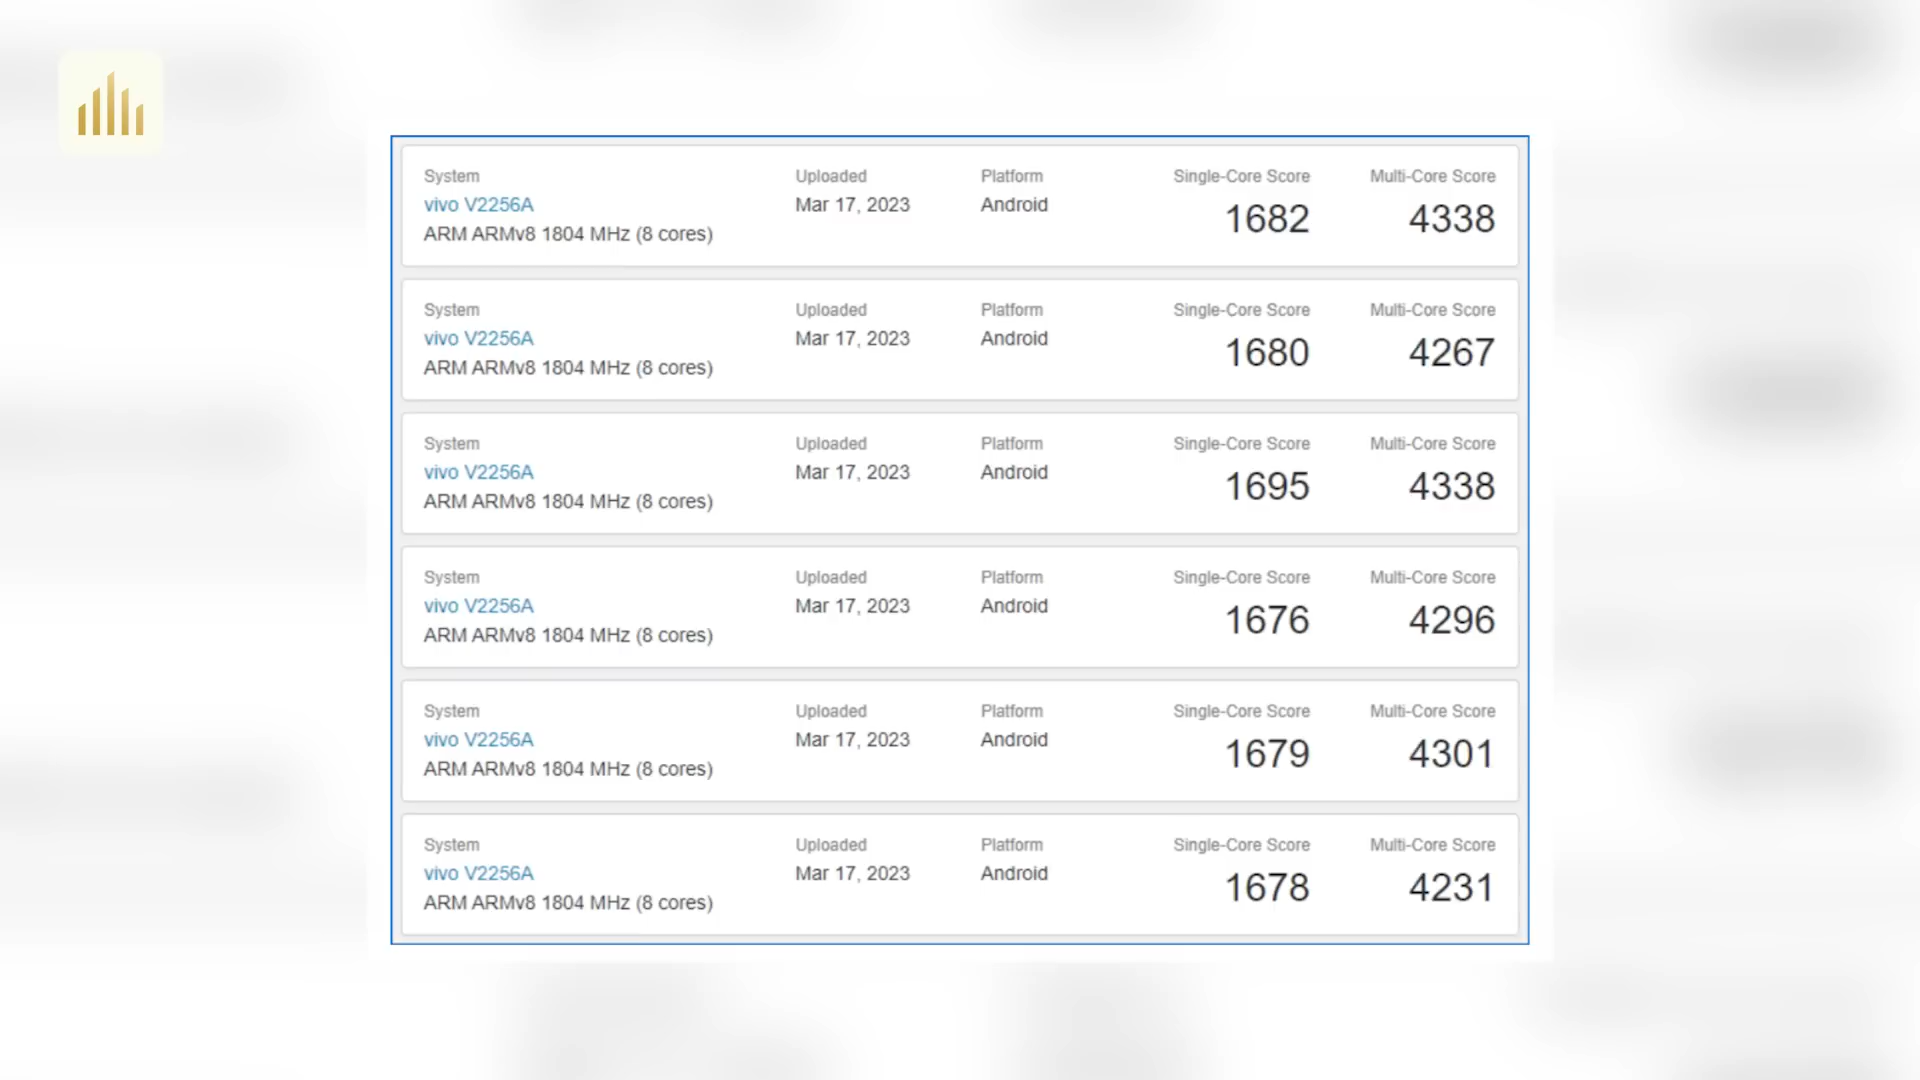 System Uploaded Platform Single-Core Score Multi-Core Score
vivo V2256A Mar 17, 2023 Android 1682 4338
ARM ARMv8 1804 MHz (8 cores)
System Uploaded Platform Single-Core Score Multi-Core Score
vivo V2256A Mar 17, 2023 Android 1680 4267
ARM ARMv8 1804 MHz (8 cores)
System Uploaded Platform Single-Core Score Multi-Core Score
vivo V2256A Mar 17, 2023 Android 1695 4338
ARM ARMv8 1804 MHz (8 cores)
System Uploaded Platform Single-Core Score Multi-Core Score
vivo V2256A Mar 17, 2023 Android 1676 4296
ARM ARMv8 1804 MHz (8 cores)
System Uploaded Platform Single-Core Score Multi-Core Score
vivo V2256A Mar 17, 2023 Android 1679 4301
ARM ARMv8 1804 MHz (8 cores)
System Uploaded Platform Single-Core Score Multi-Core Score
vivo V2256A Mar 17, 2023 Android 1678 4231
ARM ARMv8 1804 MHz (8 cores)